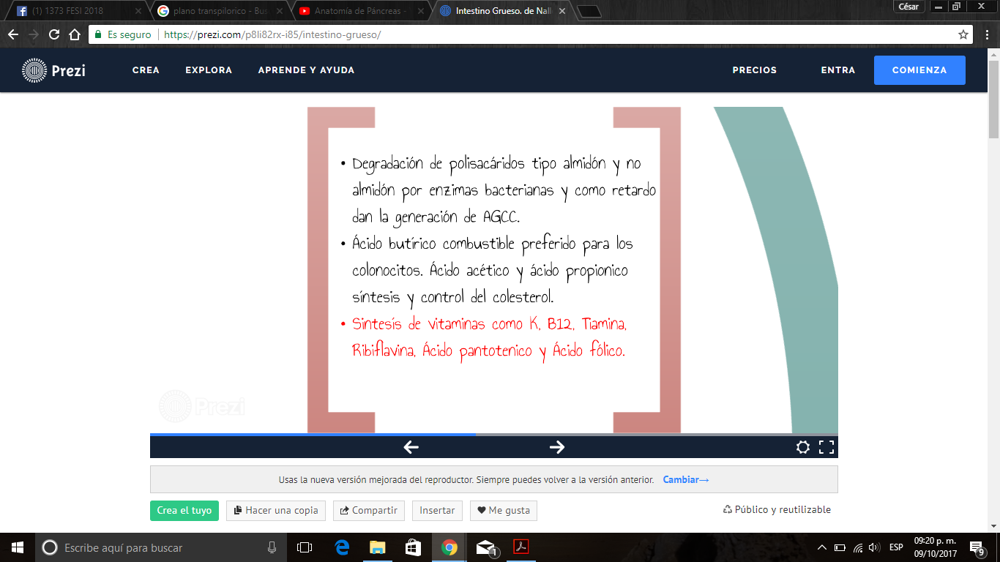 (1) 1373 FESI 2018
plano transpilorico - Bus
Anatomía de Páncreas -
Intestino Grueso. de Nall
César
Es seguro
https://prezi.com/p8li82rx-i85/intestino-grueso/
Prezi
CREA
EXPLORA
APRENDE Y AYUDA
PRECIOS
ENTRA
COMIENZA
• Degradación de polisacáridos tipo almidón y no
almidón por enzimas bacterianas y como retardo
dan la generación de AGCC.
• Ácido butírico combustible preferido para los
colonocitos. Ácido acético y ácido propionico
síntesis y control del colesterol.
• Sintesís de vitaminas como K, B12, Tiamina,
Ribiflavina, Ácido pantotenico y Ácido fólico.
Prezi
Usas la nueva versión mejorada del reproductor. Siempre puedes volver a la versión anterior. Cambiar→
Crea el tuyo
Hacer una copia
Compartir
Insertar
Me gusta
Público y reutilizable
Escribe aquí para buscar
1
ESP
09:20 p. m.
09/10/2017
9